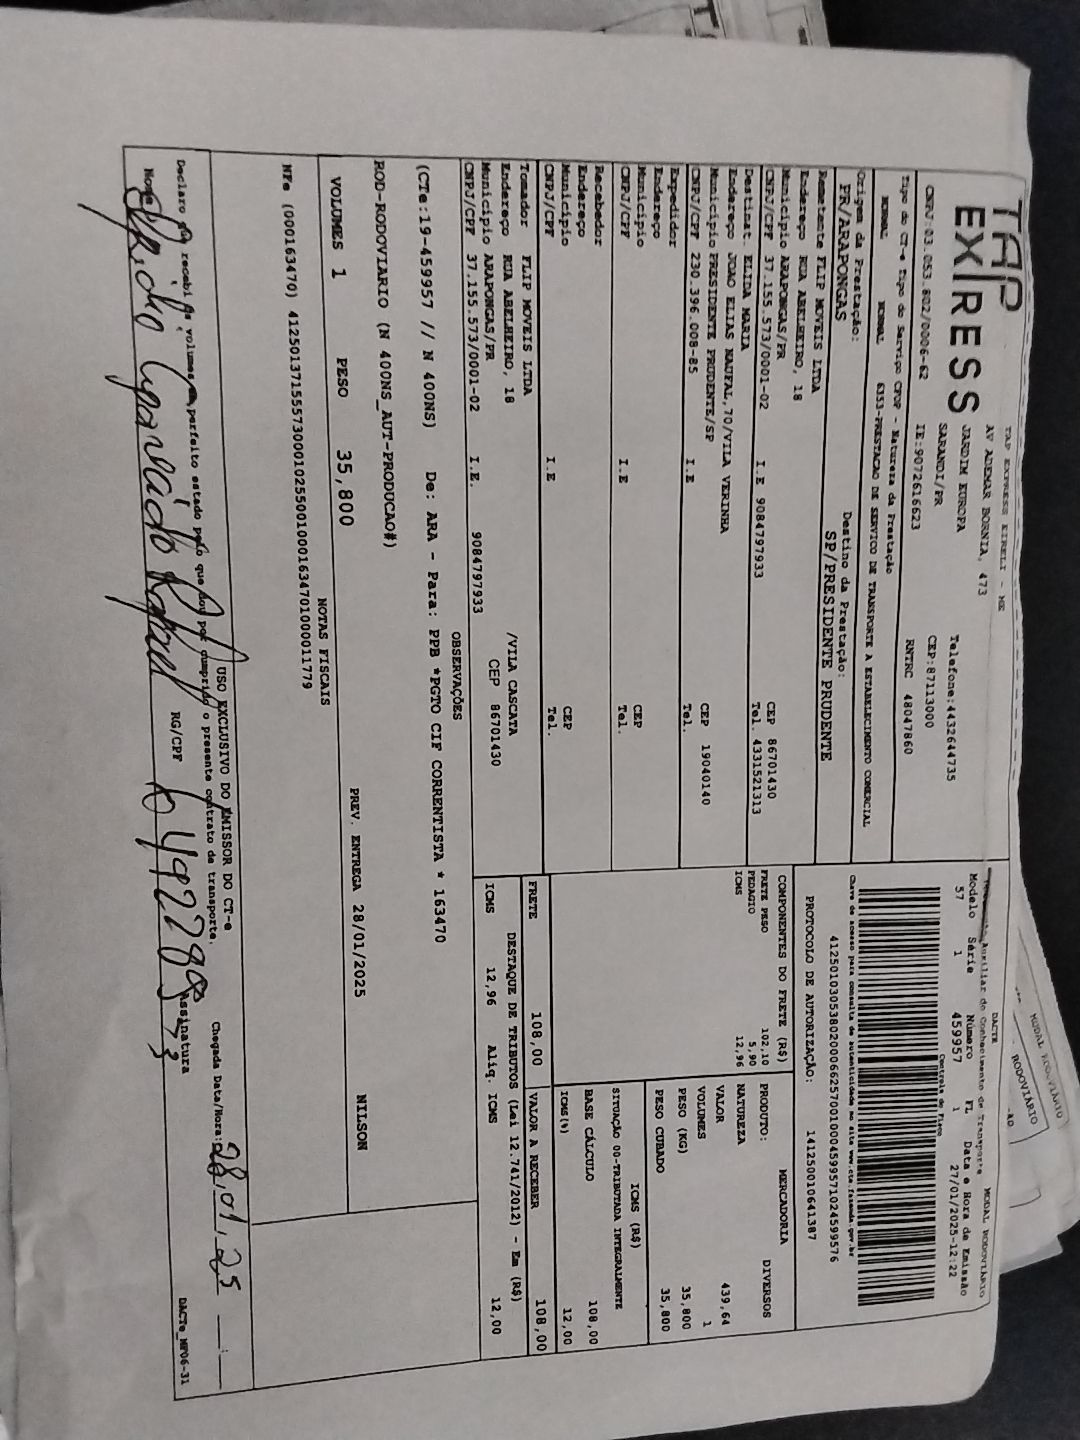 TAP EXPRESS
TAP EXPRESS EIRELI - ME
AV ADEMAR BORNIA, 473
JARDIM EUROPA
SARANDI/PR
Telefone:4432644735
CEP:87113000
CNPJ:03.053.802/0006-62 IE:9072616623 RNTRC 48047860
Tipo do CT-e Tipo do Serviço CFOP - Natureza da Prestação
NORMAL NORMAL 6353-PRESTACAO DE SERVICO DE TRANSPORTE A ESTABELECIMENTO COMERCIAL
Origem da Prestação: Destino da Prestação:
PR/ARAPONGAS SP/PRESIDENTE PRUDENTE
Remetente FLIP MOVEIS LTDA
Endereço RUA ABELHEIRO, 18
Município ARAPONGAS/PR CEP 86701430
CNPJ/CPF 37.155.573/0001-02 I.E 9084797933 Tel. 4331521313
Destinat. ELIDA MARIA
Endereço JOAO ELIAS NAUFAL,70/VILA VERINHA
Município PRESIDENTE PRUDENTE/SP CEP 19040140
CNPJ/CPF 230.396.008-85 I.E Tel.
Expedidor
Endereço
Município CEP
CNPJ/CPF I.E Tel.
Recebedor
Endereço
Município CEP
CNPJ/CPF I.E Tel.
Tomador FLIP MOVEIS LTDA
Endereço RUA ABELHEIRO, 18 /VILA CASCATA
Município ARAPONGAS/PR CEP 86701430
CNPJ/CPF 37.155.573/0001-02 I.E. 9084797933
DACTE MODAL RODOVIÁRIO
Auxiliar do Conhecimento de Transporte
Modelo Série Número FL Data e Hora de Emissão
57 1 459957 1 27/01/2025-12:22
Controle do Fisco
Chave de acesso para consulta de autenticidade no site www.cte.fazenda.gov.br
41250103053802000662570010004599571024599576
PROTOCOLO DE AUTORIZAÇÃO: 141250010641387
COMPONENTES DO FRETE (R$)
FRETE PESO 102,10
PEDAGIO 5,90
ICMS 12,96
MERCADORIA
PRODUTO: DIVERSOS
NATUREZA
VALOR 439,64
VOLUMES 1
PESO (KG) 35,800
PESO CUBADO 35,800
ICMS (R$)
SITUAÇÃO 00-TRIBUTADA INTEGRALMENTE
BASE CÁLCULO 108,00
ICMS(%) 12,00
FRETE 108,00 VALOR A RECEBER 108,00
DESTAQUE DE TRIBUTOS (Lei 12.741/2012) - Em (R$)
ICMS 12,96 Aliq. ICMS 12,00
OBSERVAÇÕES
(CTe:19-459957 // N 400NS) De: ARA - Para: PPB *PGTO CIF CORRENTISTA * 163470
ROD-RODOVIARIO (N 400NS_AUT-PRODUCAO#)
VOLUMES 1 PESO 35,800 PREV. ENTREGA 28/01/2025 NILSON
NOTAS FISCAIS
NFe (000163470) 41250137155573000102550010001634701000011779
USO EXCLUSIVO DO EMISSOR DO CT-e
Declaro que recebi os volumes em perfeito estado pelo que dou por cumprido o presente contrato de transporte. Chegada Data/Hora: 28/01/25
Nome RG/CPF Assinatura
DACTe_MP06-31
MODAL RODOVIÁRIO
RODOVIÁRIO